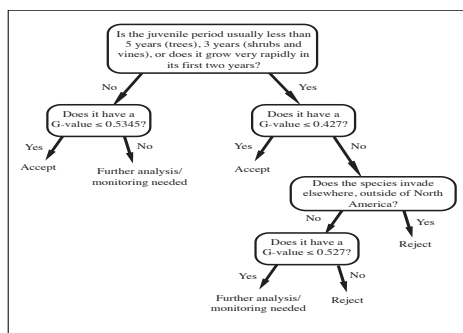 Is the juvenile period usually less than
5 years (trees), 3 years (shrubs and
vines), or does it grow very rapidly in
its first two years?
No
Yes
Does it have a
G-value ≤ 0.5345?
Does it have a
G-value ≤ 0.427?
Yes
No
Yes
No
Accept
Further analysis/
monitoring needed
Accept
Does the species invade
elsewhere, outside of North
America?
No
Yes
Does it have a
G-value ≤ 0.527?
Reject
Yes
No
Further analysis/
monitoring needed
Reject